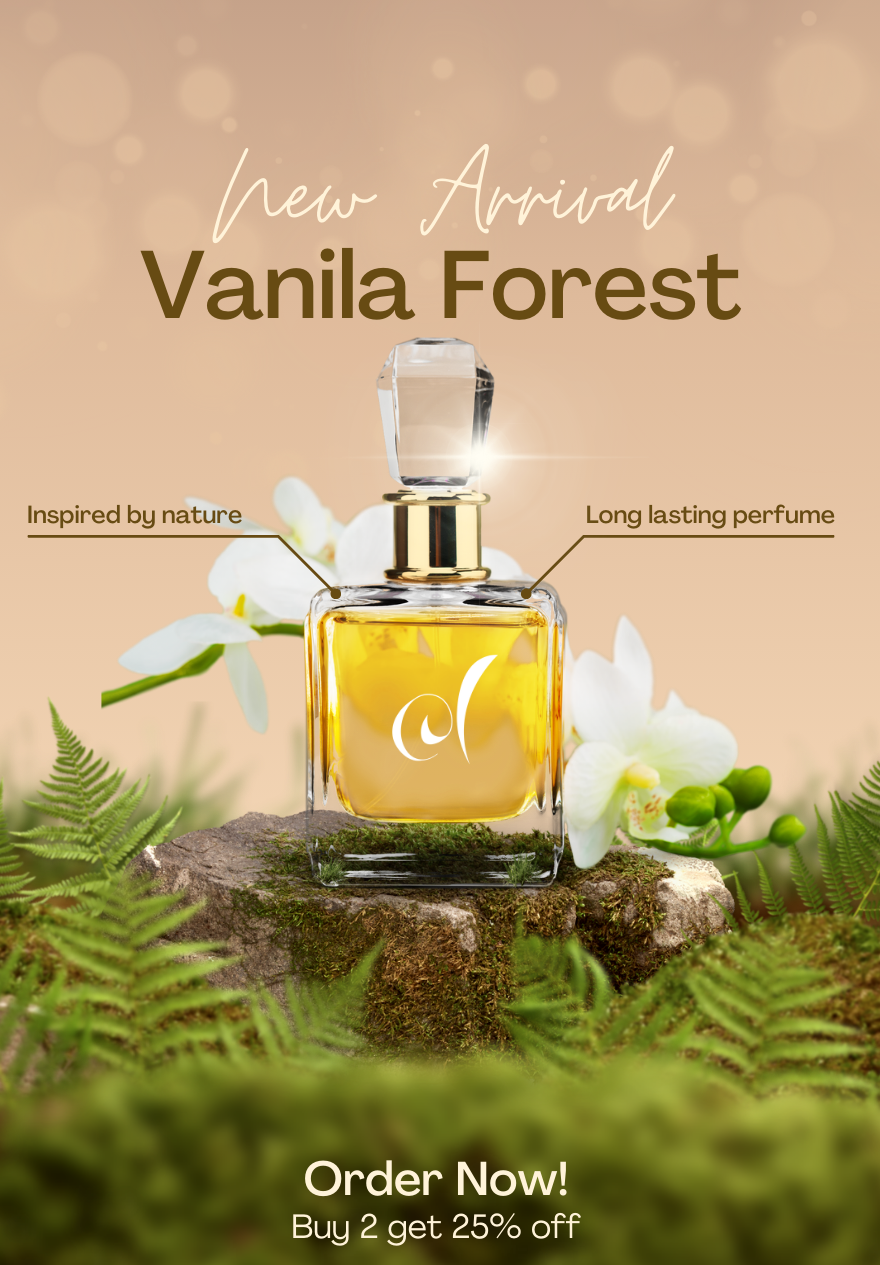 New Arrival
Vanila Forest
Inspired by nature
Long lasting perfume
Order Now!
Buy 2 get 25% off